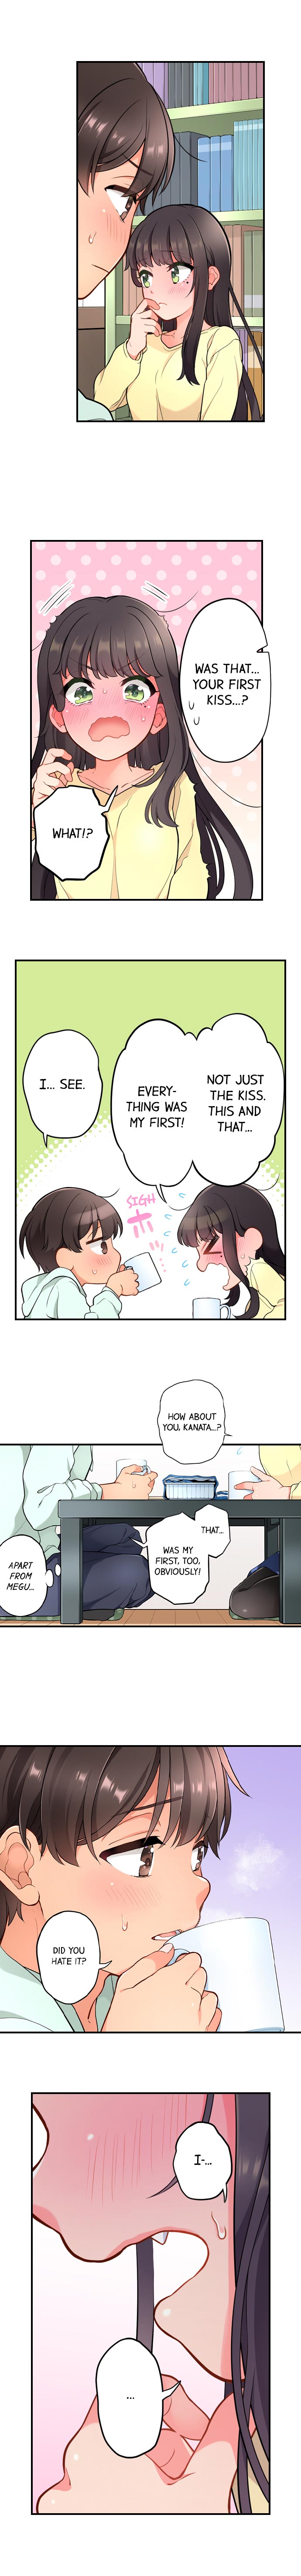 WAS THAT...
YOUR FIRST
KISS...?
WHAT!?
NOT JUST
THE KISS.
THIS AND
THAT...
EVERY-
THING WAS
MY FIRST!
I... SEE.
SIGH
ホッ
HOW ABOUT
YOU, KANATA...?
THAT...
WAS MY
FIRST, TOO,
OBVIOUSLY!
APART
FROM
MEGU...
DID YOU
HATE IT?
I-...
...